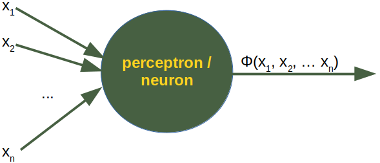 x₁
x₂
...
xₙ
perceptron /
neuron
Φ(x₁, x₂, ... xₙ)